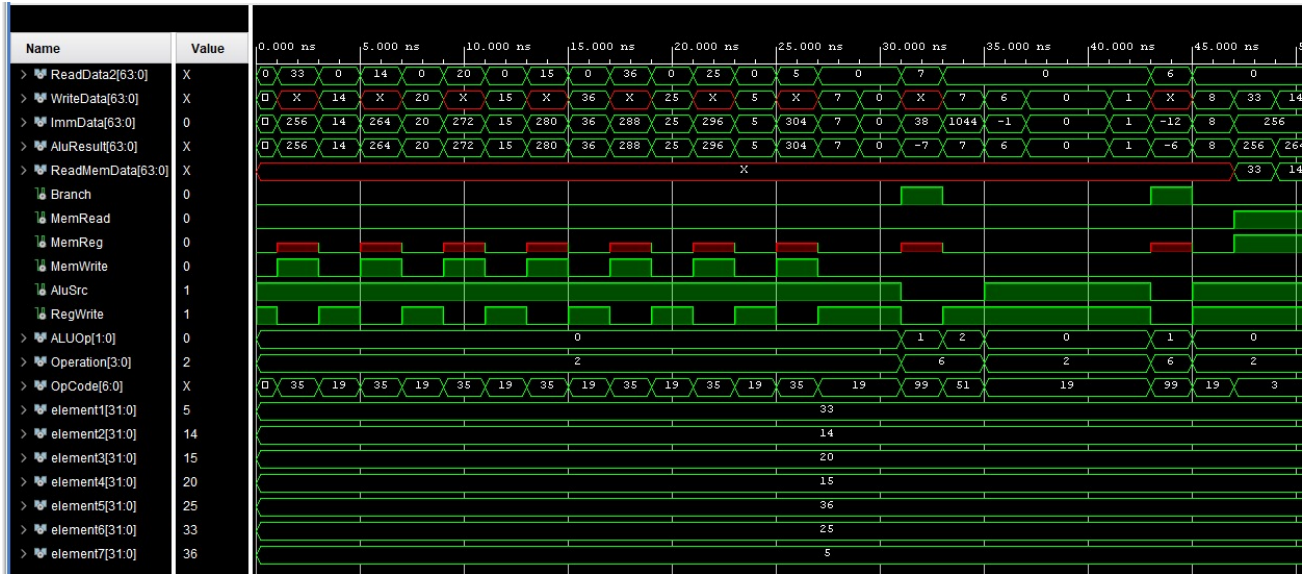 Name Value 0.000 ns 5.000 ns 10.000 ns 15.000 ns 20.000 ns 25.000 ns 30.000 ns 35.000 ns 40.000 ns 45.000 ns
ReadData2[63:0] X 0 33 0 14 0 20 0 15 0 36 0 25 0 5 0 7 0 6 0
WriteData[63:0] X X 14 X 20 X 15 X 36 X 25 X 5 X 7 0 X 7 6 0 1 X 8 33 14
ImmData[63:0] 0 256 14 264 20 272 15 280 36 288 25 296 5 304 7 0 38 1044 -1 0 1 -12 8 256
AluResult[63:0] X 256 14 264 20 272 15 280 36 288 25 296 5 304 7 0 -7 7 6 0 1 -6 8 256 264
ReadMemData[63:0] X X 33 14
Branch 0
MemRead 0
MemReg 0
MemWrite 0
AluSrc 1
RegWrite 1
ALUOp[1:0] 0 0 1 2 0 1 0
Operation[3:0] 2 2 6 2 6 2
OpCode[6:0] X 35 19 35 19 35 19 35 19 35 19 35 19 35 19 99 51 19 99 19 3
element1[31:0] 5 33
element2[31:0] 14 14
element3[31:0] 15 20
element4[31:0] 20 15
element5[31:0] 25 36
element6[31:0] 33 25
element7[31:0] 36 5